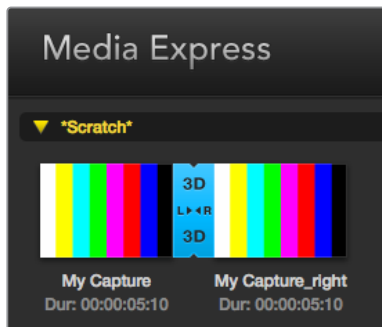 Media Express
*Scratch*
3D
L▶◀R
3D
My Capture
My Capture_right
Dur: 00:00:05:10
Dur: 00:00:05:10